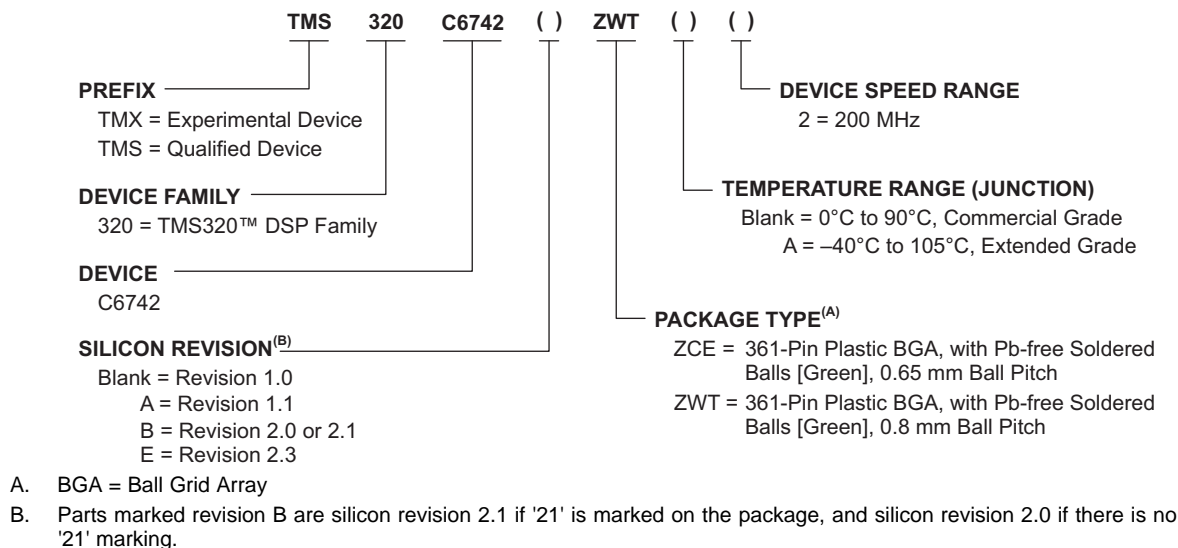 TMS 320 C6742 ( ) ZWT ( ) ( )
PREFIX
TMX = Experimental Device
TMS = Qualified Device
DEVICE FAMILY
320 = TMS320™ DSP Family
DEVICE
C6742
SILICON REVISION(B)
Blank = Revision 1.0
A = Revision 1.1
B = Revision 2.0 or 2.1
E = Revision 2.3
DEVICE SPEED RANGE
2 = 200 MHz
TEMPERATURE RANGE (JUNCTION)
Blank = 0°C to 90°C, Commercial Grade
A = –40°C to 105°C, Extended Grade
PACKAGE TYPE(A)
ZCE = 361-Pin Plastic BGA, with Pb-free Soldered
Balls [Green], 0.65 mm Ball Pitch
ZWT = 361-Pin Plastic BGA, with Pb-free Soldered
Balls [Green], 0.8 mm Ball Pitch
A. BGA = Ball Grid Array
B. Parts marked revision B are silicon revision 2.1 if '21' is marked on the package, and silicon revision 2.0 if there is no
'21' marking.